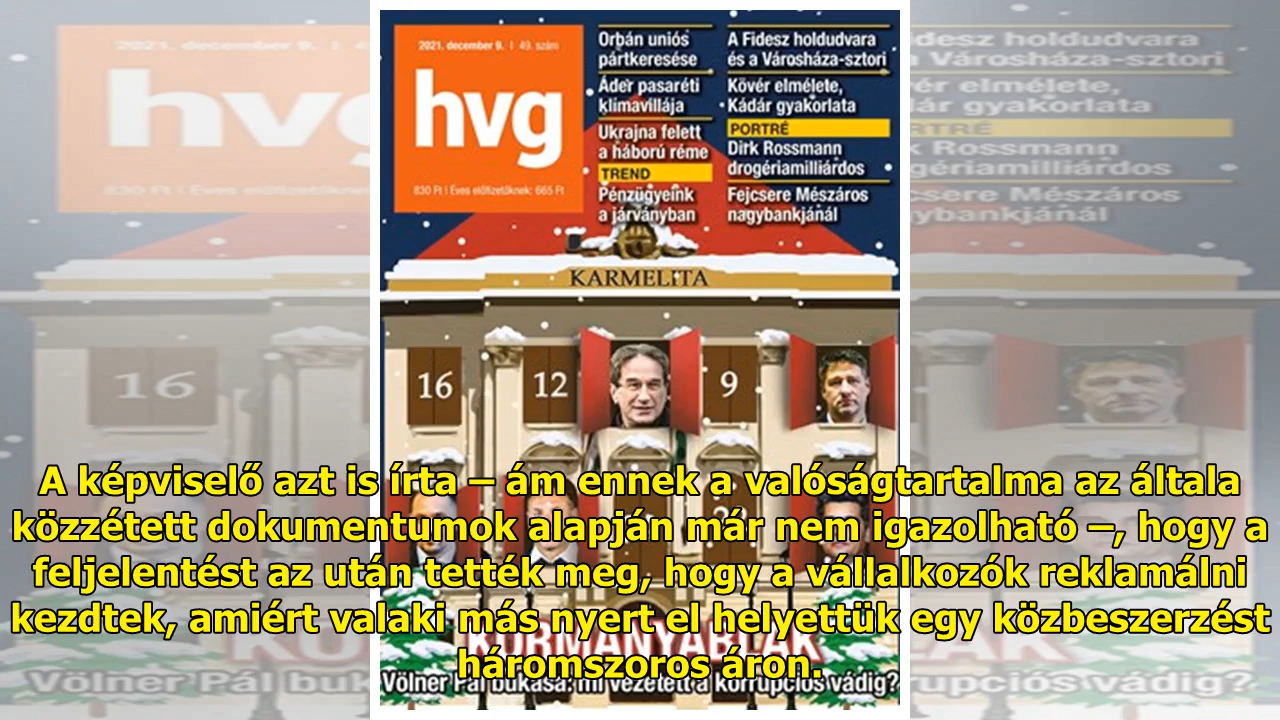 2021. december 9. | 49. szám
hvg
830 Ft | Éves előfizetőknek: 665 Ft
Orbán uniós
pártkeresése
Áder pasaréti
klímavillája
Ukrajna felett
a háború réme
TREND
Pénzügyeink
a járványban
A Fidesz holdudvara
és a Városháza-sztori
Kövér elmélete,
Kádár gyakorlata
PORTRÉ
Dirk Rossmann
drogériamilliárdos
Fejcsere Mészáros
nagybankjánál
KARMELITA
16 12 9
A képviselő azt is írta – ám ennek a valóságtartalma az általa
közzétett dokumentumok alapján már nem igazolható –, hogy a
feljelentést az után tették meg, hogy a vállalkozók reklamálni
kezdtek, amiért valaki más nyert el helyettük egy közbeszerzést
háromszoros áron.
KORMÁNYABLAK
Völner Pál bukása: mi vezetett a korrupciós vádig?